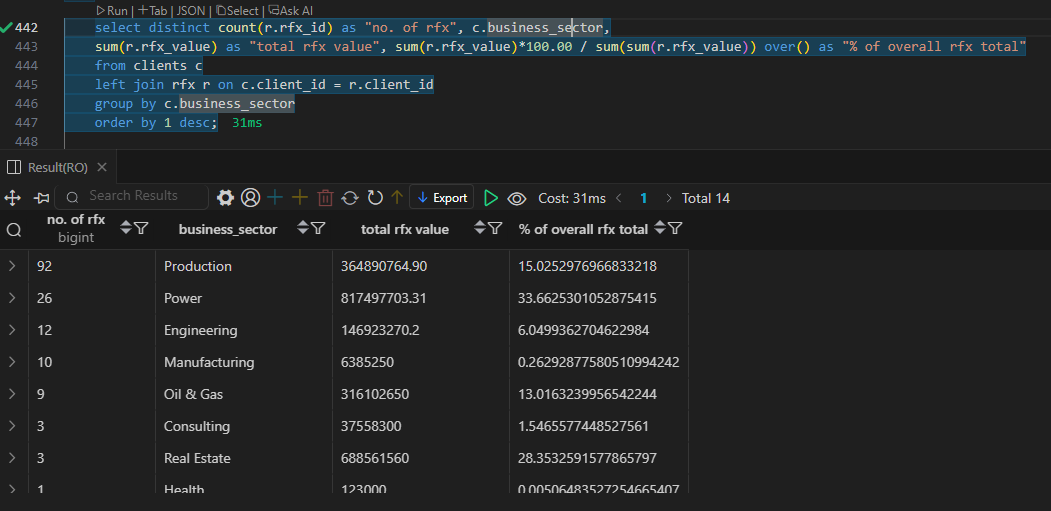 Run | Tab | JSON | Select | Ask AI
442 select distinct count(r.rfx_id) as "no. of rfx", c.business_sector,
443 sum(r.rfx_value) as "total rfx value", sum(r.rfx_value)*100.00 / sum(sum(r.rfx_value)) over() as "% of overall rfx total"
444 from clients c
445 left join rfx r on c.client_id = r.client_id
446 group by c.business_sector
447 order by 1 desc; 31ms
448
Result(RO)
Search Results Export Cost: 31ms < 1 > Total 14
no. of rfx bigint business_sector total rfx value % of overall rfx total
92 Production 364890764.90 15.0252976966833218
26 Power 817497703.31 33.6625301052875415
12 Engineering 146923270.2 6.0499362704622984
10 Manufacturing 6385250 0.26292877580510994242
9 Oil & Gas 316102650 13.0163239956542244
3 Consulting 37558300 1.5465577448527561
3 Real Estate 688561560 28.3532591577865797
1 Health 123000 0.00506483527254665407